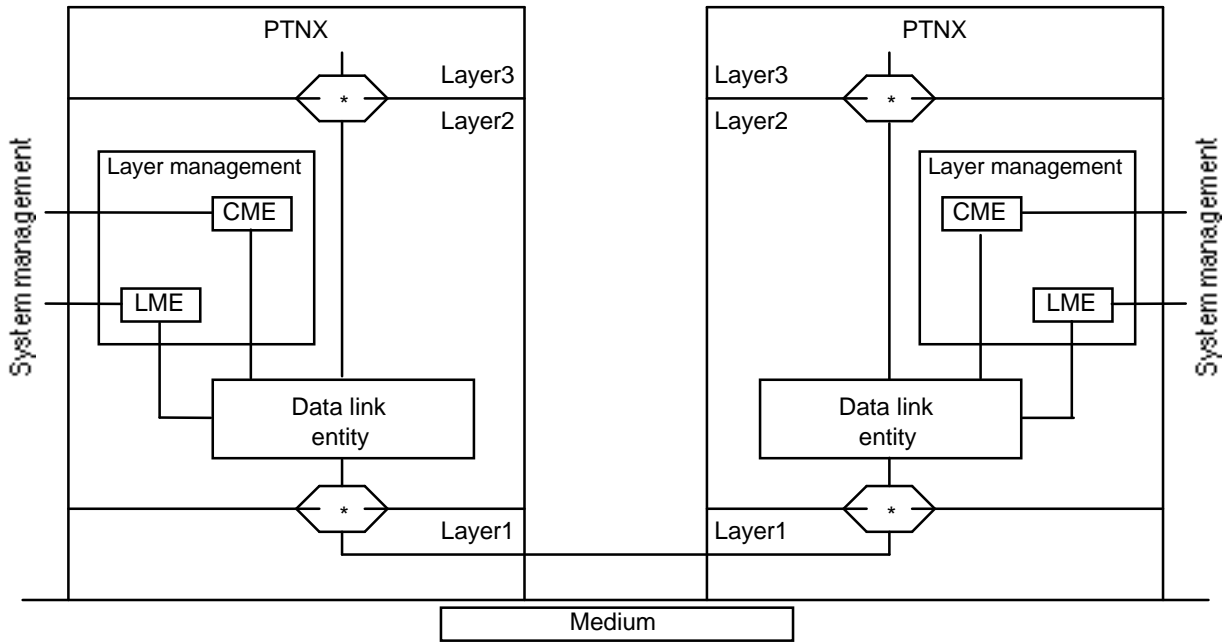 PTNX
PTNX
Layer3
Layer3
*
*
Layer2
Layer2
Layer management
Layer management
System management
System management
CME
CME
LME
LME
Data link
entity
Data link
entity
*
*
Layer1
Layer1
Medium